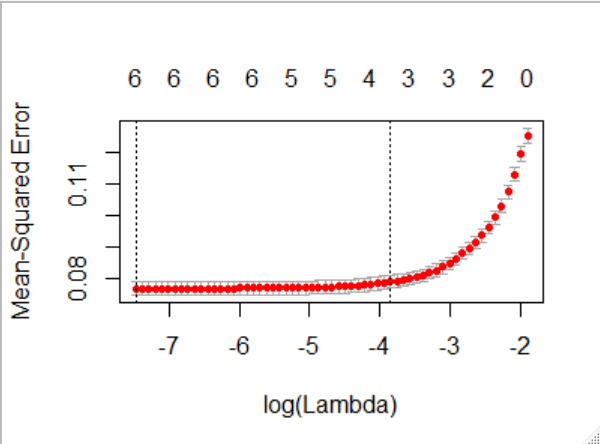 6 6 6 6 5 5 4 3 3 2 0
Mean-Squared Error
0.11
0.08
-7 -6 -5 -4 -3 -2
log(Lambda)